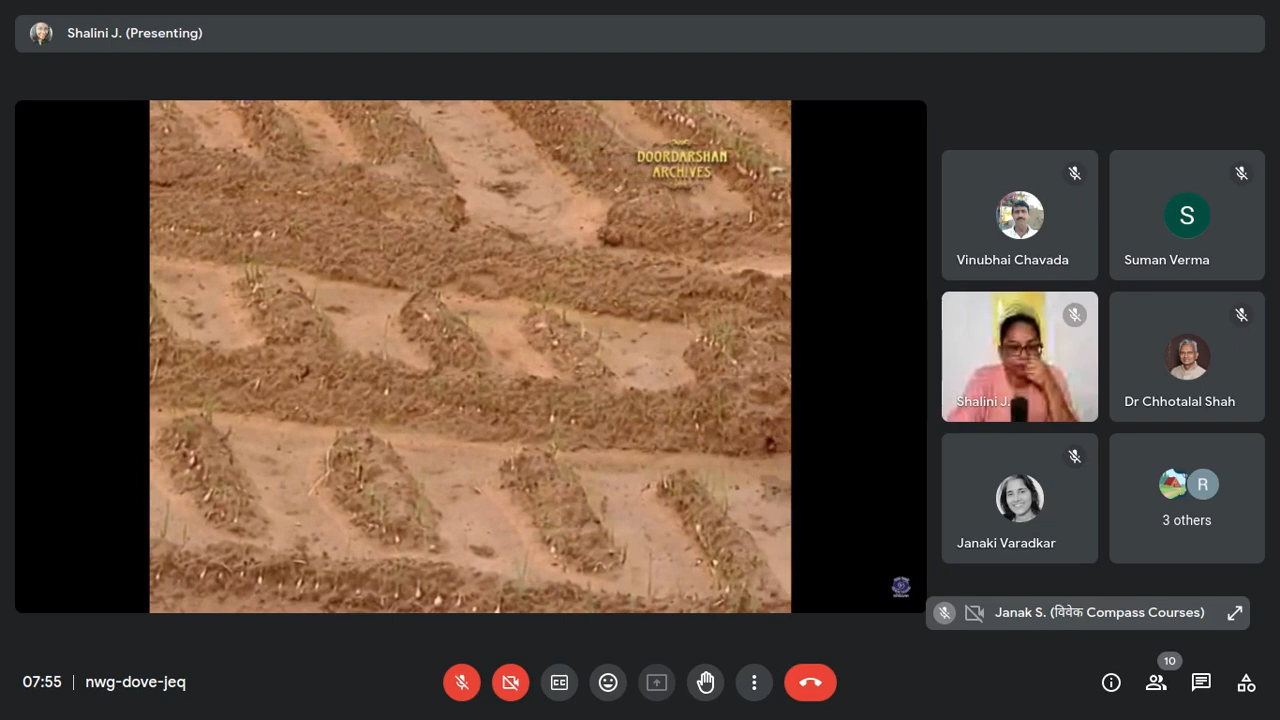 Shalini J. (Presenting)
DOORDARSHAN
ARCHIVES
Vinubhai Chavada
S
Suman Verma
Shalini J.
Dr Chhotalal Shah
Janaki Varadkar
R
3 others
Janak S. (विवेक Compass Courses)
07:55 | nwg-dove-jeq
CC
10